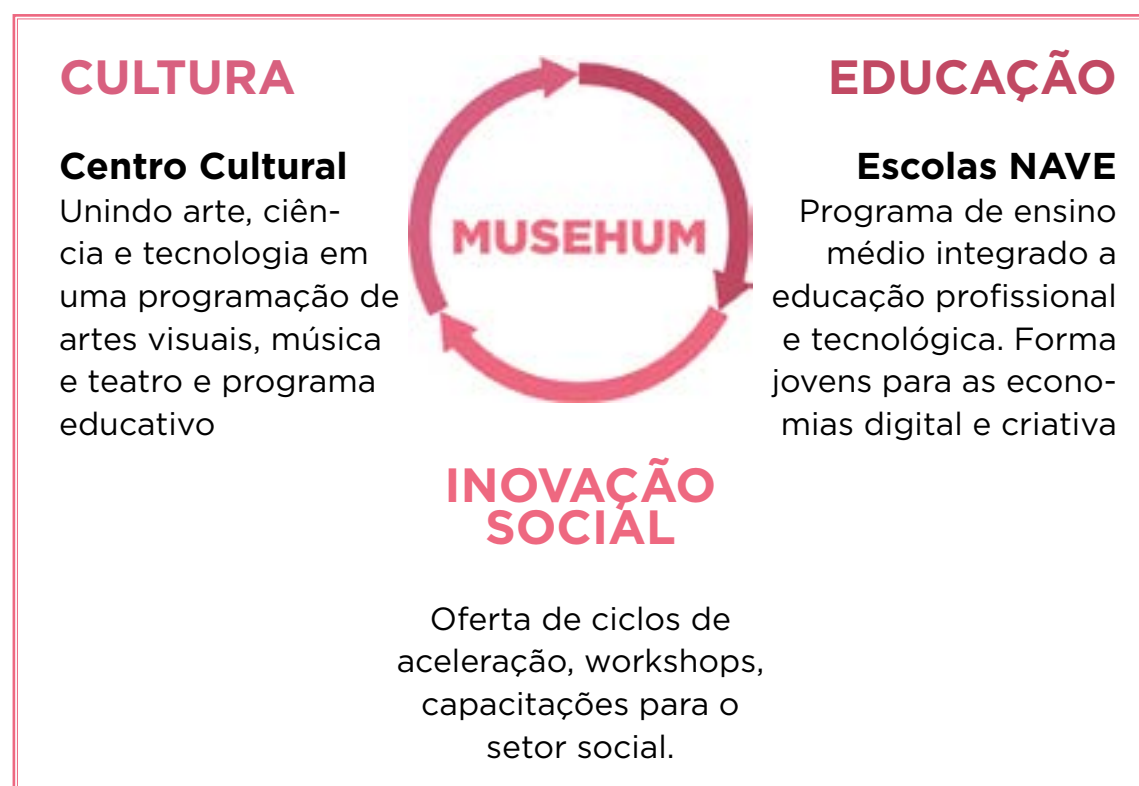 CULTURA
Centro Cultural
Unindo arte, ciên-
cia e tecnologia em
uma programação de
artes visuais, música
e teatro e programa
educativo
MUSEHUM
EDUCAÇÃO
Escolas NAVE
Programa de ensino
médio integrado a
educação profissional
e tecnológica. Forma
jovens para as econo-
mias digital e criativa
INOVAÇÃO
SOCIAL
Oferta de ciclos de
aceleração, workshops,
capacitações para o
setor social.